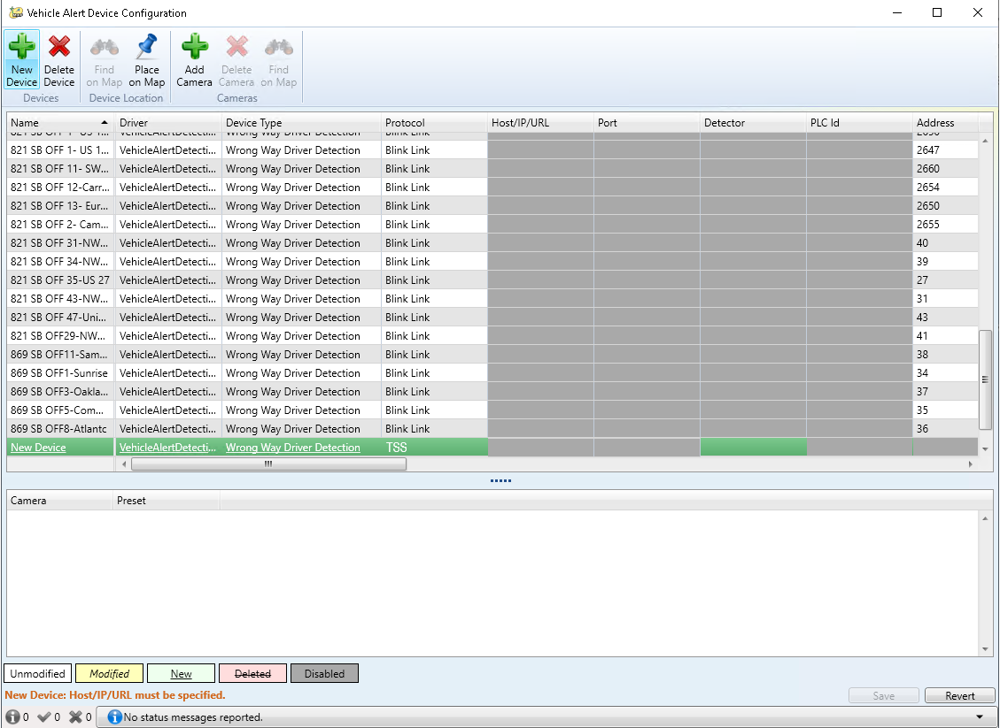 Vehicle Alert Device Configuration
New Device
Delete Device
Find on Map
Place on Map
Add Camera
Delete Camera
Find on Map
Devices
Device Location
Cameras
Name Driver Device Type Protocol Host/IP/URL Port Detector PLC Id Address
821 SB OFF 1- US 1... VehicleAlertDetecti... Wrong Way Driver Detection Blink Link 2647
821 SB OFF 11- SW... VehicleAlertDetecti... Wrong Way Driver Detection Blink Link 2660
821 SB OFF 12-Carr... VehicleAlertDetecti... Wrong Way Driver Detection Blink Link 2654
821 SB OFF 13- Eur... VehicleAlertDetecti... Wrong Way Driver Detection Blink Link 2650
821 SB OFF 2- Cam... VehicleAlertDetecti... Wrong Way Driver Detection Blink Link 2655
821 SB OFF 31-NW... VehicleAlertDetecti... Wrong Way Driver Detection Blink Link 40
821 SB OFF 34-NW... VehicleAlertDetecti... Wrong Way Driver Detection Blink Link 39
821 SB OFF 35-US 27 VehicleAlertDetecti... Wrong Way Driver Detection Blink Link 27
821 SB OFF 43-NW... VehicleAlertDetecti... Wrong Way Driver Detection Blink Link 31
821 SB OFF 47-Uni... VehicleAlertDetecti... Wrong Way Driver Detection Blink Link 43
821 SB OFF29-NW... VehicleAlertDetecti... Wrong Way Driver Detection Blink Link 41
869 SB OFF11-Sam... VehicleAlertDetecti... Wrong Way Driver Detection Blink Link 38
869 SB OFF1-Sunrise VehicleAlertDetecti... Wrong Way Driver Detection Blink Link 34
869 SB OFF3-Oakla... VehicleAlertDetecti... Wrong Way Driver Detection Blink Link 37
869 SB OFF5-Com... VehicleAlertDetecti... Wrong Way Driver Detection Blink Link 35
869 SB OFF8-Atlantc VehicleAlertDetecti... Wrong Way Driver Detection Blink Link 36
New Device VehicleAlertDetecti... Wrong Way Driver Detection TSS
Camera Preset
Unmodified Modified New Deleted Disabled
New Device: Host/IP/URL must be specified.
Save Revert
0 0 0 No status messages reported.